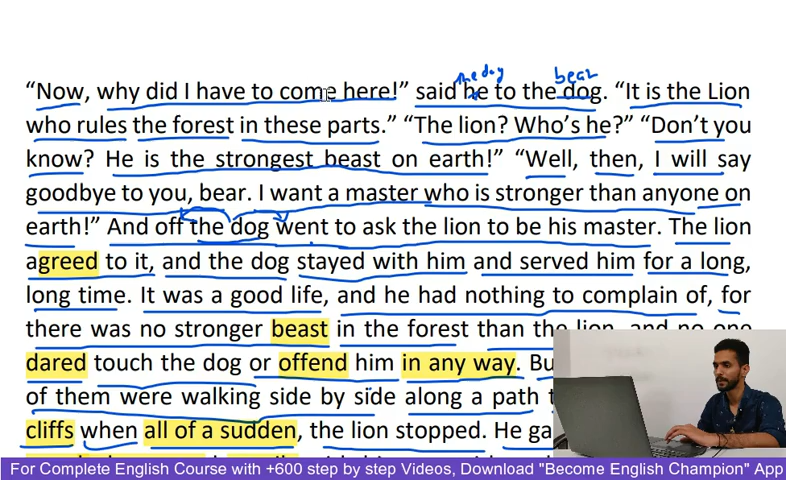 the dog bear
“Now, why did I have to come here!” said he to the dog. “It is the Lion
who rules the forest in these parts.” “The lion? Who’s he?” “Don’t you
know? He is the strongest beast on earth!” “Well, then, I will say
goodbye to you, bear. I want a master who is stronger than anyone on
earth!” And off the dog went to ask the lion to be his master. The lion
agreed to it, and the dog stayed with him and served him for a long,
long time. It was a good life, and he had nothing to complain of, for
there was no stronger beast in the forest than the lion, and no one
dared touch the dog or offend him in any way.
of them were walking side by side along a path
cliffs when all of a sudden, the lion stopped. He
For Complete English Course with +600 step by step Videos, Download "Become English Champion" App